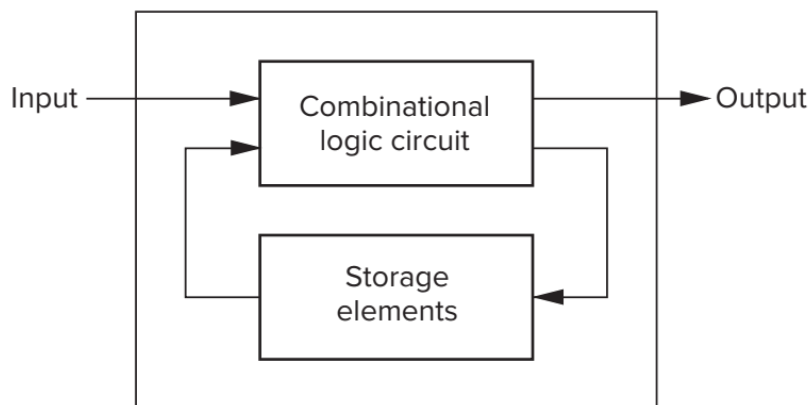 Input
Combinational
logic circuit
Output
Storage
elements